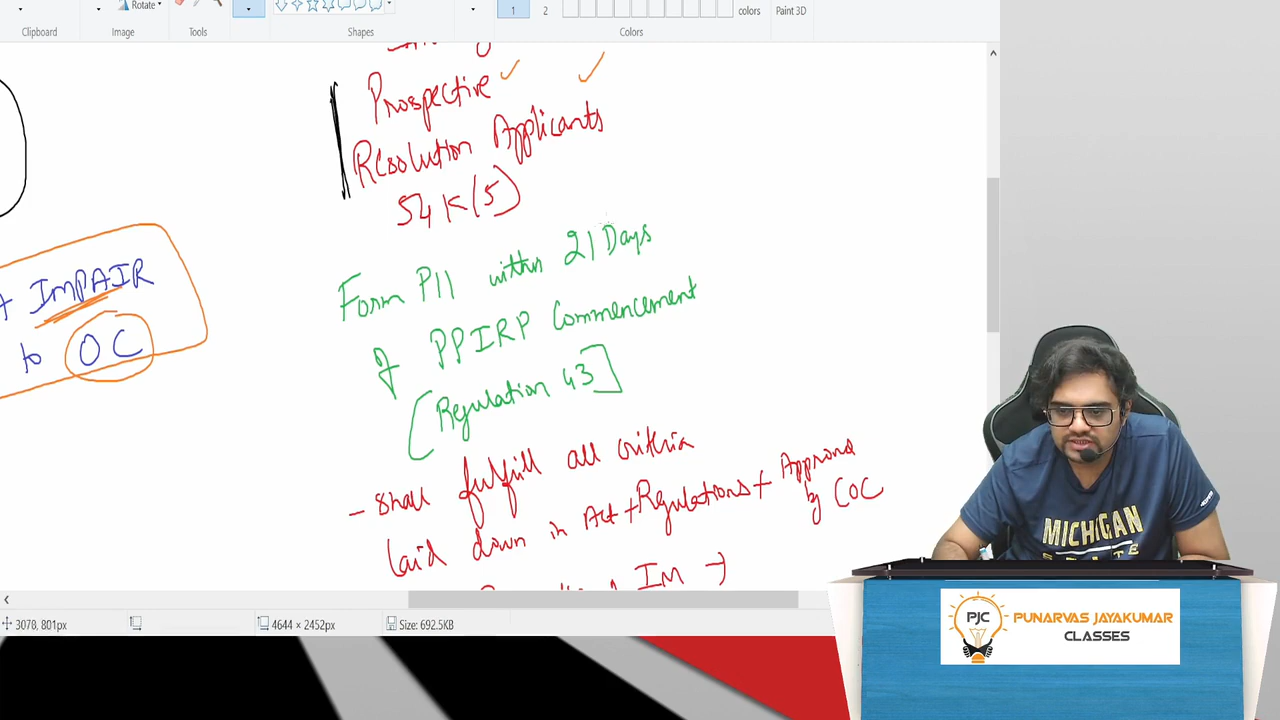 Rotate
1
2
colors
Paint 3D
Clipboard
Image
Tools
Shapes
Colors
Prospective
Resolution Applicants
54K(5)
IMPAIR
to OC
Form P11 within 21 Days
of PPIRP Commencement
[Regulation 43]
- shall fulfill all criteria
laid down in Act + Regulations + Approval
by COC
IM →
3078, 801px
4644 × 2452px
Size: 692.5KB
MICHIGAN
PJC
PUNARVAS JAYAKUMAR
CLASSES